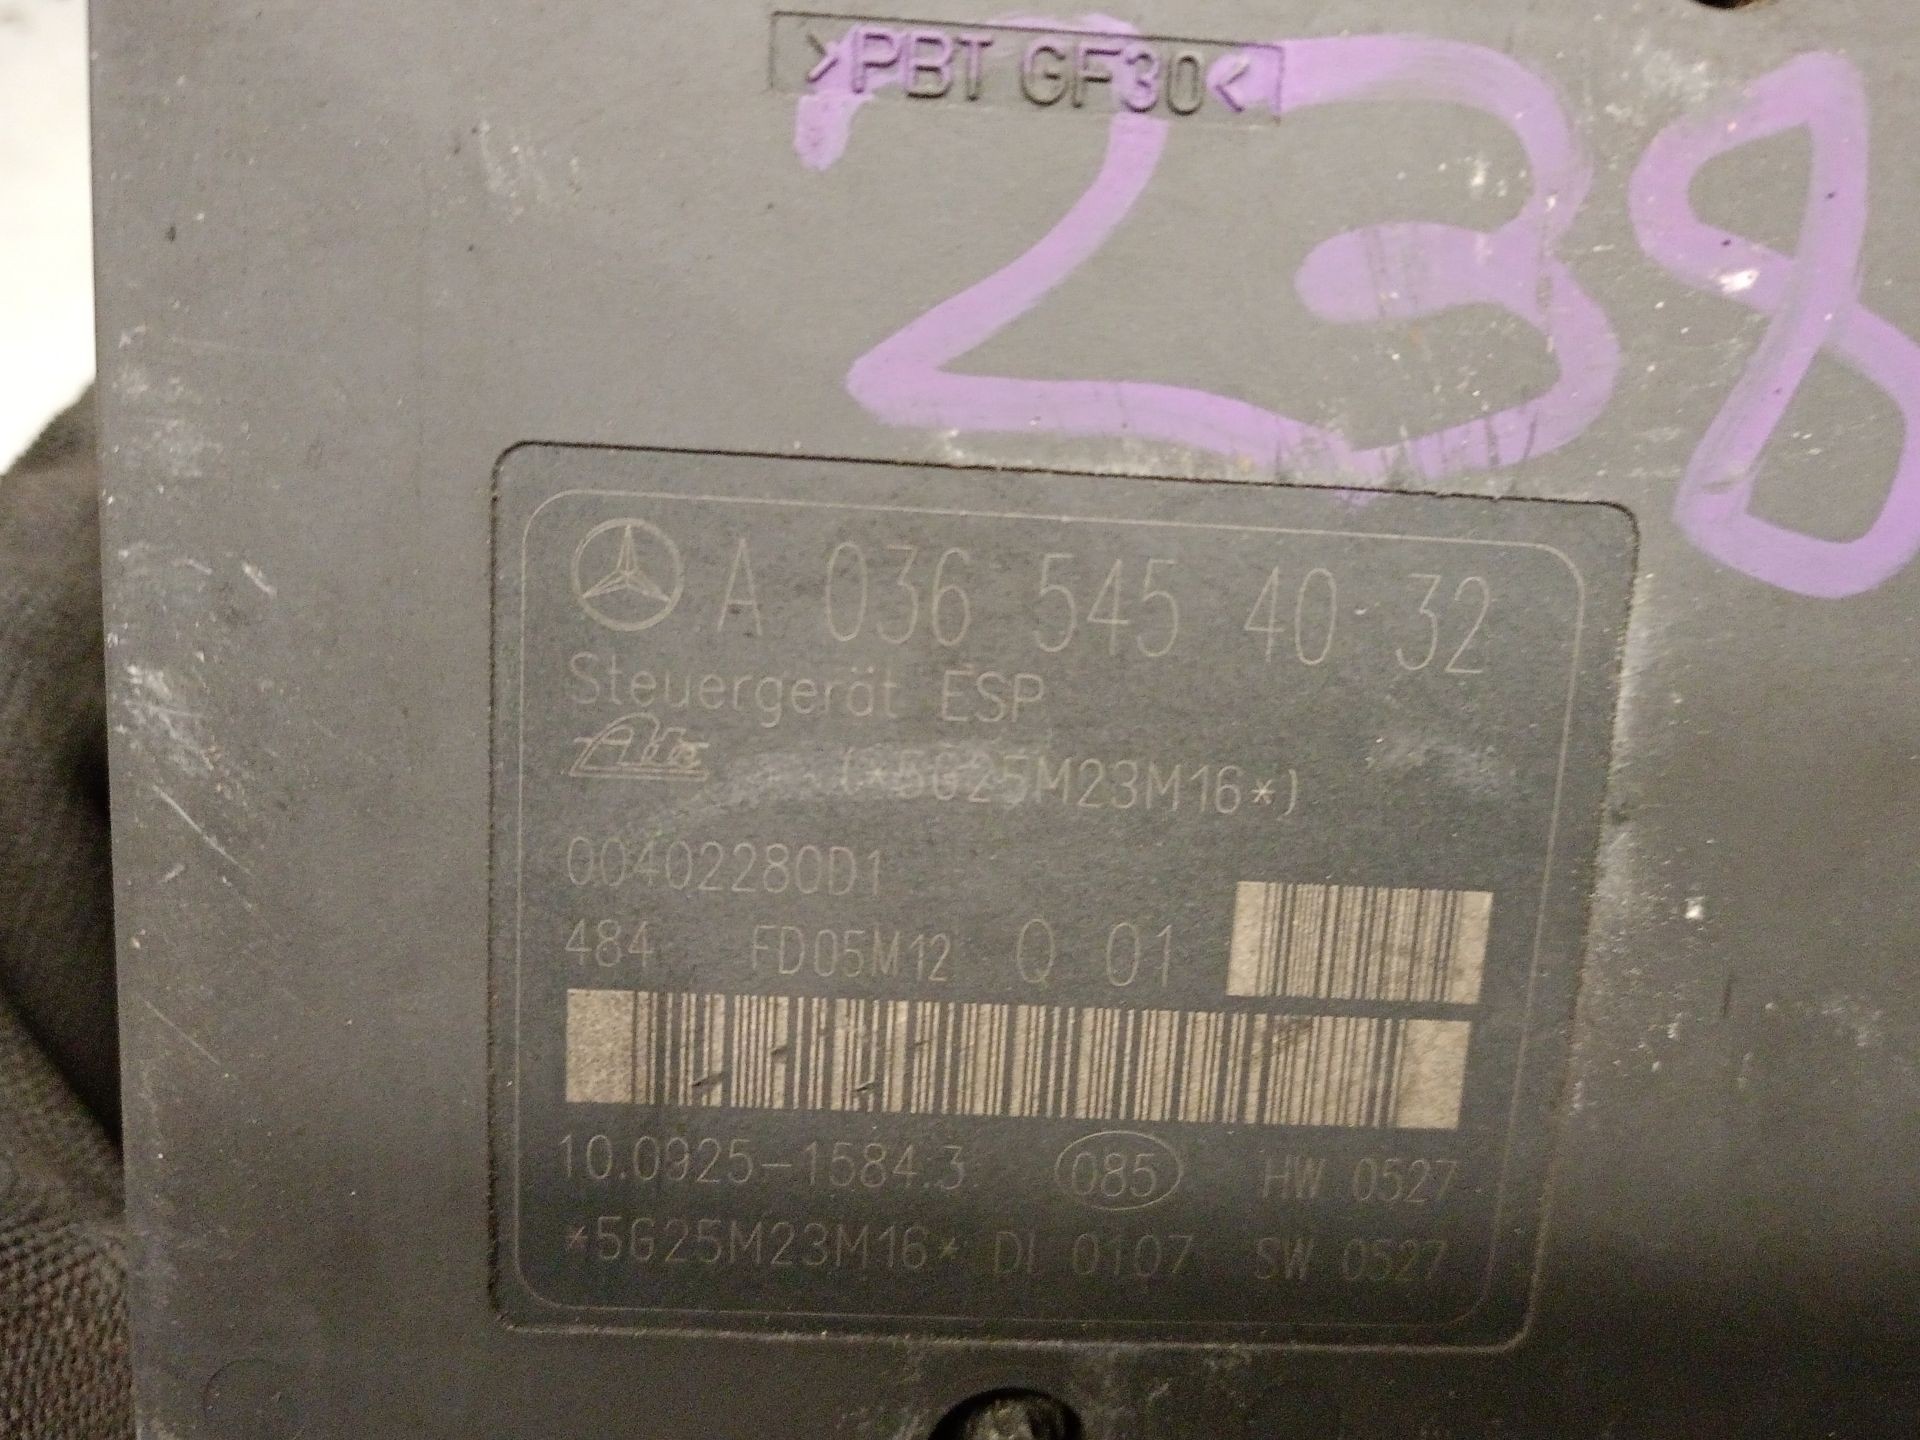 >PBT GF30<
238
A 036 545 40 32
Steuergerät ESP
Ate (*5G25M23M16*)
00402280D1
484 FD05M12 Q 01
10.0925-1584.3 085 HW 0527
*5G25M23M16* DI 0107 SW 0527